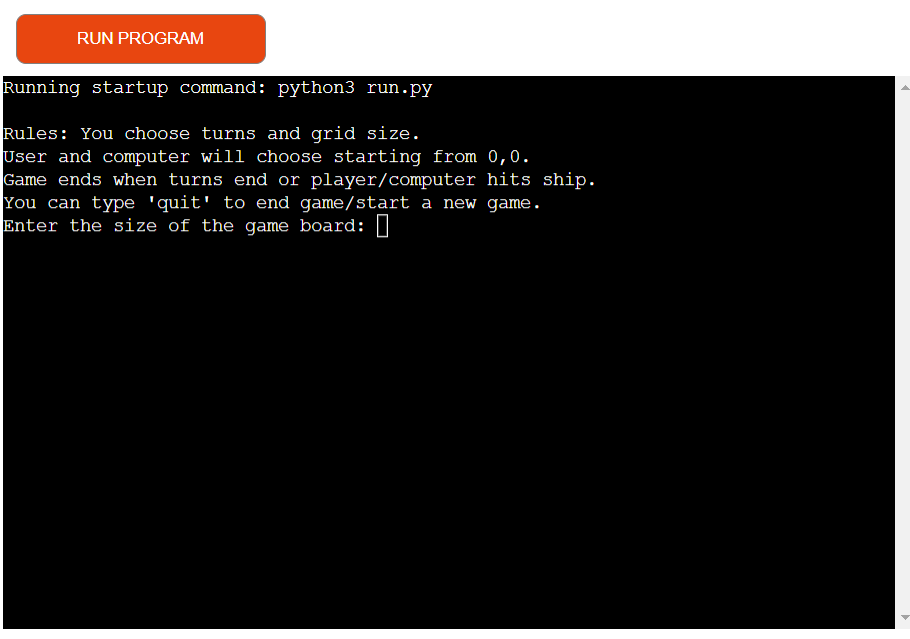 RUN PROGRAM
Running startup command: python3 run.py
Rules: You choose turns and grid size.
User and computer will choose starting from 0,0.
Game ends when turns end or player/computer hits ship.
You can type 'quit' to end game/start a new game.
Enter the size of the game board: